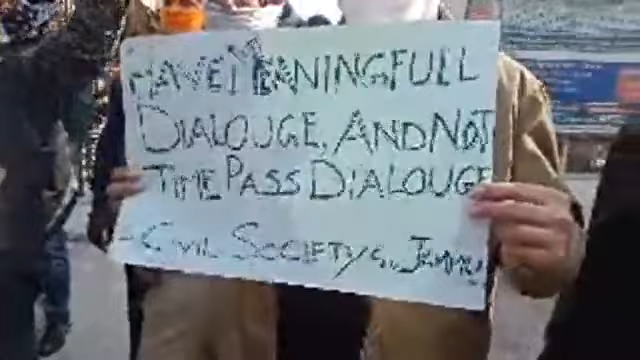 HAVE MEANINGFULL
DIALOUGE, AND NOT
TIME PASS DIALOUGE
- CIVIL SOCIETY G. JAMMU